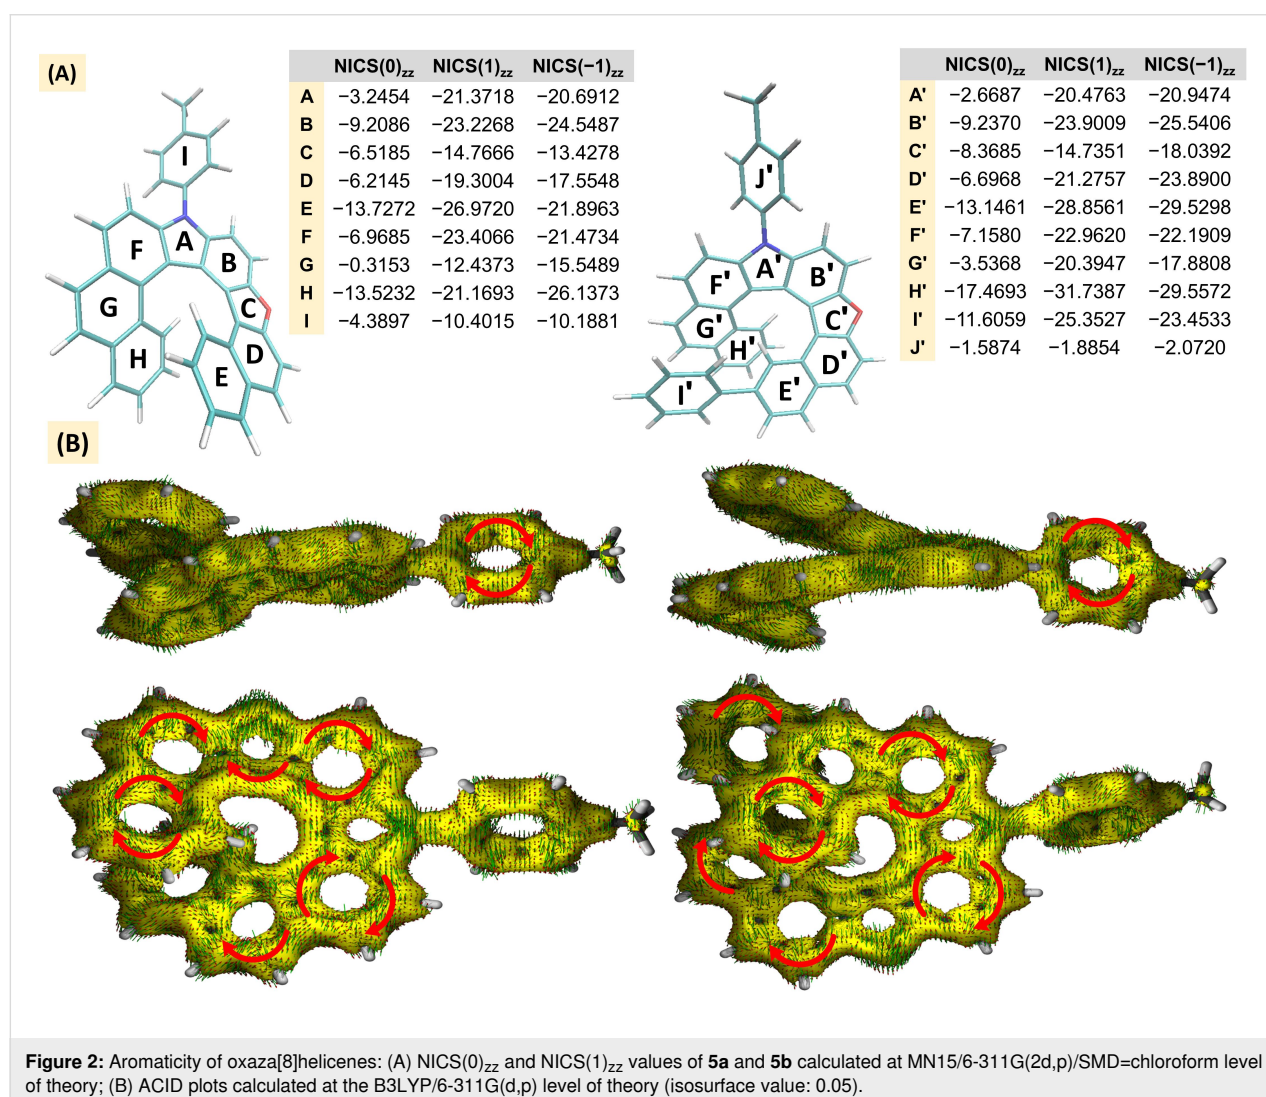 (A)
NICS(0)zz NICS(1)zz NICS(−1)zz
A −3.2454 −21.3718 −20.6912
B −9.2086 −23.2268 −24.5487
C −6.5185 −14.7666 −13.4278
D −6.2145 −19.3004 −17.5548
E −13.7272 −26.9720 −21.8963
F −6.9685 −23.4066 −21.4734
G −0.3153 −12.4373 −15.5489
H −13.5232 −21.1693 −26.1373
I −4.3897 −10.4015 −10.1881
I
F A B
G C
H D
E
NICS(0)zz NICS(1)zz NICS(−1)zz
A' −2.6687 −20.4763 −20.9474
B' −9.2370 −23.9009 −25.5406
C' −8.3685 −14.7351 −18.0392
D' −6.6968 −21.2757 −23.8900
E' −13.1461 −28.8561 −29.5298
F' −7.1580 −22.9620 −22.1909
G' −3.5368 −20.3947 −17.8808
H' −17.4693 −31.7387 −29.5572
I' −11.6059 −25.3527 −23.4533
J' −1.5874 −1.8854 −2.0720
J'
F' A' B'
G' C'
H' D'
I' E'
(B)
Figure 2: Aromaticity of oxaza[8]helicenes: (A) NICS(0)zz and NICS(1)zz values of 5a and 5b calculated at MN15/6-311G(2d,p)/SMD=chloroform level
of theory; (B) ACID plots calculated at the B3LYP/6-311G(d,p) level of theory (isosurface value: 0.05).